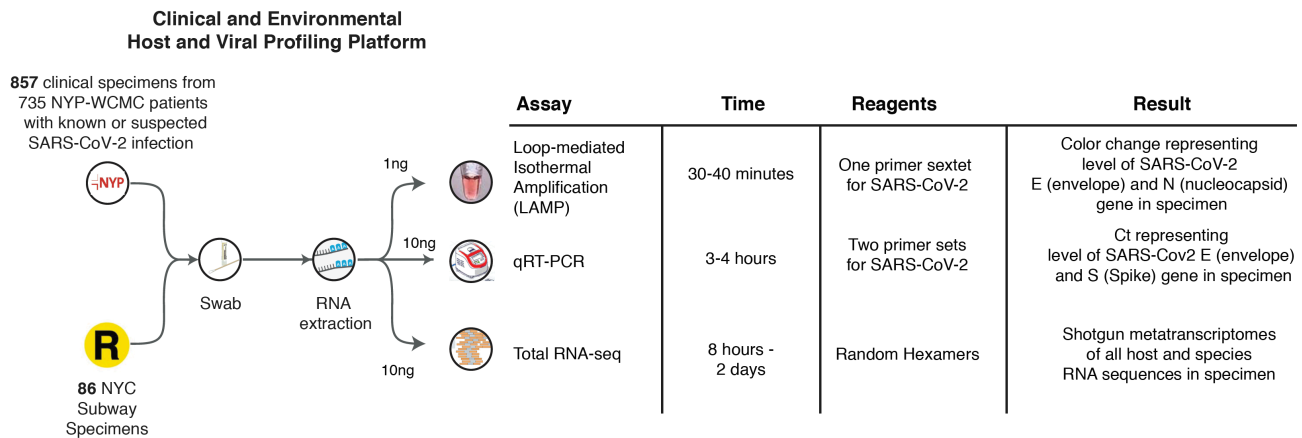 Clinical and Environmental
Host and Viral Profiling Platform
857 clinical specimens from
735 NYP-WCMC patients
with known or suspected
SARS-CoV-2 infection
NYP
Swab
RNA
extraction
R
86 NYC
Subway
Specimens
1ng
10ng
10ng
Assay Time Reagents Result
Loop-mediated
Isothermal
Amplification
(LAMP)
30-40 minutes
One primer sextet
for SARS-CoV-2
Color change representing
level of SARS-CoV-2
E (envelope) and N (nucleocapsid)
gene in specimen
qRT-PCR
3-4 hours
Two primer sets
for SARS-CoV-2
Ct representing
level of SARS-Cov2 E (envelope)
and S (Spike) gene in specimen
Total RNA-seq
8 hours -
2 days
Random Hexamers
Shotgun metatranscriptomes
of all host and species
RNA sequences in specimen